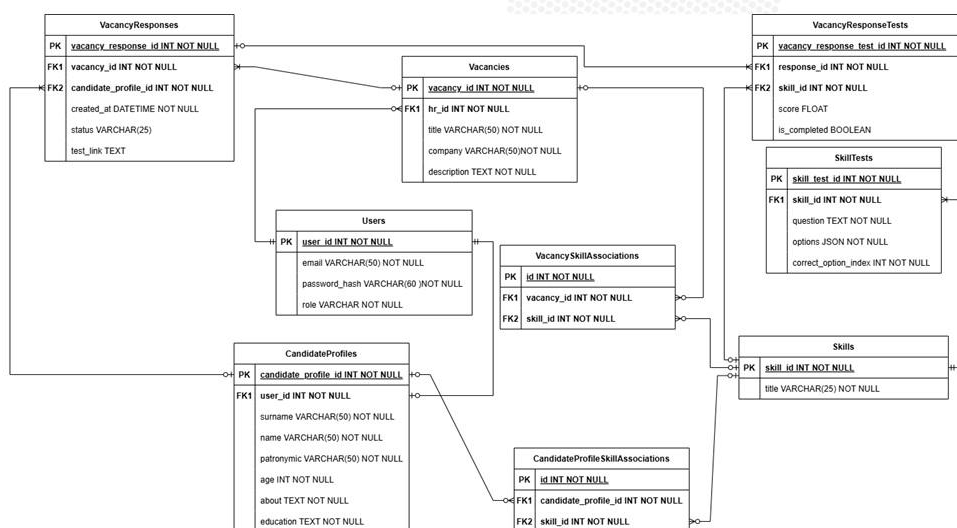 VacancyResponses
PK vacancy_response_id INT NOT NULL
FK1 vacancy_id INT NOT NULL
FK2 candidate_profile_id INT NOT NULL
created_at DATETIME NOT NULL
status VARCHAR(25)
test_link TEXT
Vacancies
PK vacancy_id INT NOT NULL
FK1 hr_id INT NOT NULL
title VARCHAR(50) NOT NULL
company VARCHAR(50)NOT NULL
description TEXT NOT NULL
VacancyResponseTests
PK vacancy_response_test_id INT NOT NULL
FK1 response_id INT NOT NULL
FK2 skill_id INT NOT NULL
score FLOAT
is_completed BOOLEAN
SkillTests
PK skill_test_id INT NOT NULL
FK1 skill_id INT NOT NULL
question TEXT NOT NULL
options JSON NOT NULL
correct_option_index INT NOT NULL
Users
PK user_id INT NOT NULL
email VARCHAR(50) NOT NULL
password_hash VARCHAR(60 )NOT NULL
role VARCHAR NOT NULL
VacancySkillAssociations
PK id INT NOT NULL
FK1 vacancy_id INT NOT NULL
FK2 skill_id INT NOT NULL
Skills
PK skill_id INT NOT NULL
title VARCHAR(25) NOT NULL
CandidateProfiles
PK candidate_profile_id INT NOT NULL
FK1 user_id INT NOT NULL
surname VARCHAR(50) NOT NULL
name VARCHAR(50) NOT NULL
patronymic VARCHAR(50) NOT NULL
age INT NOT NULL
about TEXT NOT NULL
education TEXT NOT NULL
CandidateProfileSkillAssociations
PK id INT NOT NULL
FK1 candidate_profile_id INT NOT NULL
FK2 skill_id INT NOT NULL